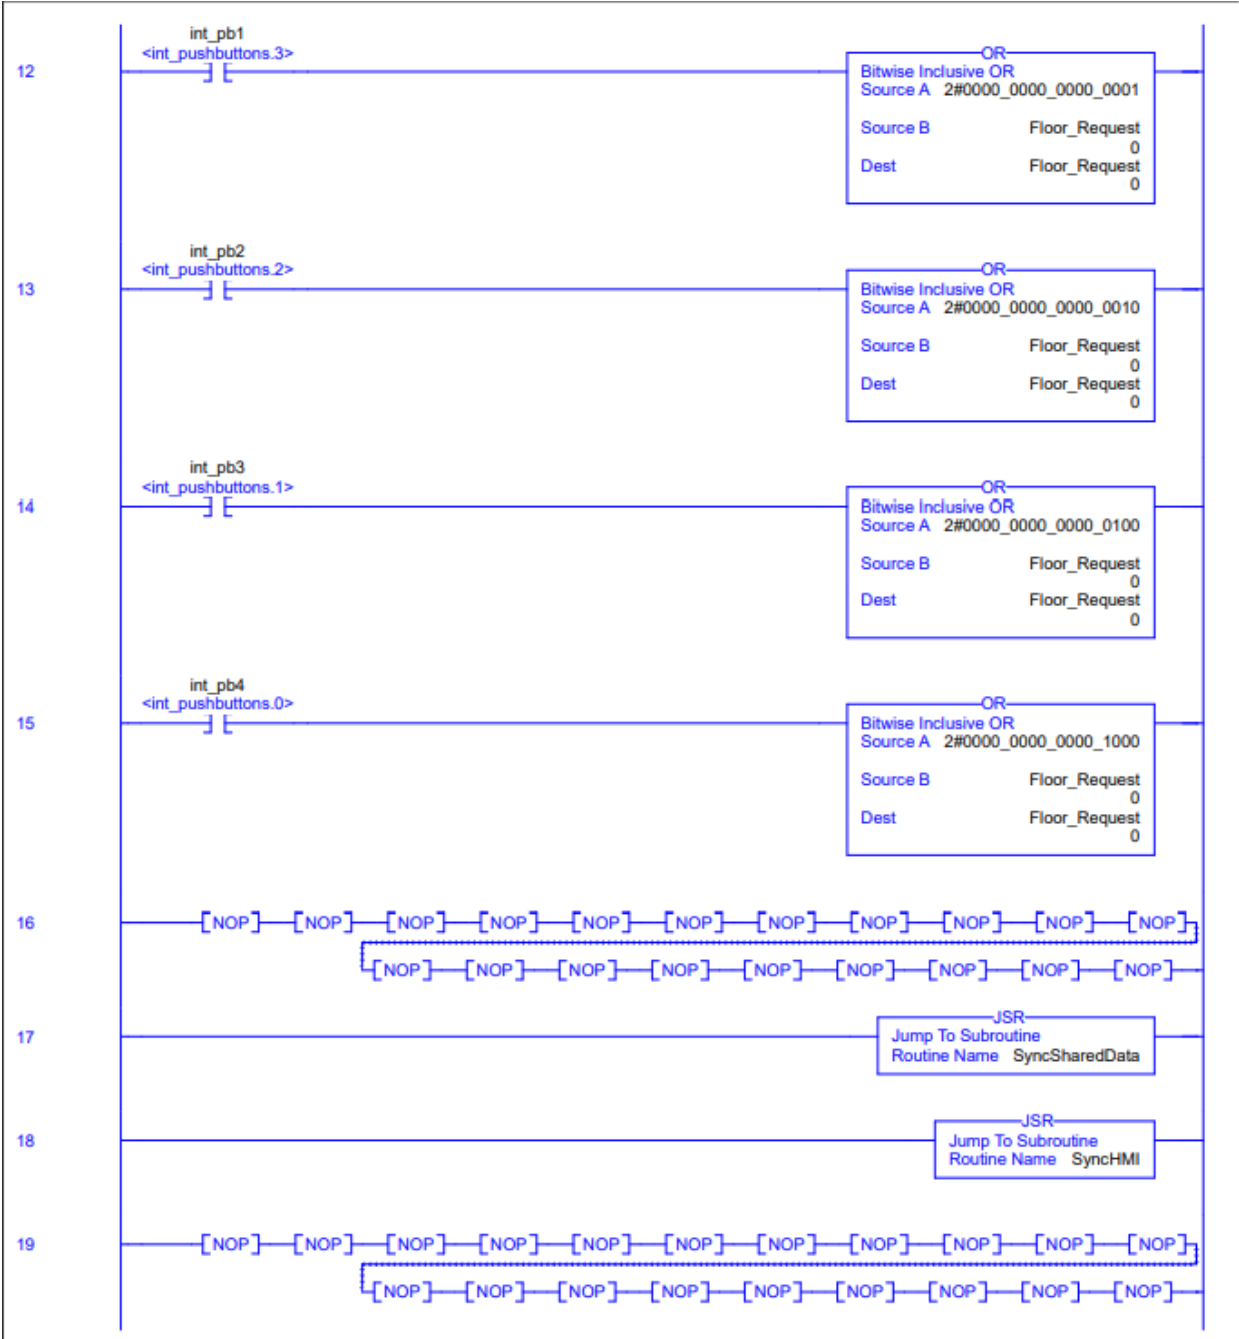 int_pb1
<int_pushbuttons.3>
12
OR
Bitwise Inclusive OR
Source A 2#0000_0000_0000_0001
Source B Floor_Request
0
Dest Floor_Request
0
int_pb2
<int_pushbuttons.2>
13
OR
Bitwise Inclusive OR
Source A 2#0000_0000_0000_0010
Source B Floor_Request
0
Dest Floor_Request
0
int_pb3
<int_pushbuttons.1>
14
OR
Bitwise Inclusive OR
Source A 2#0000_0000_0000_0100
Source B Floor_Request
0
Dest Floor_Request
0
int_pb4
<int_pushbuttons.0>
15
OR
Bitwise Inclusive OR
Source A 2#0000_0000_0000_1000
Source B Floor_Request
0
Dest Floor_Request
0
16 NOP NOP NOP NOP NOP NOP NOP NOP NOP NOP NOP
NOP NOP NOP NOP NOP NOP NOP NOP NOP
JSR
17
Jump To Subroutine
Routine Name SyncSharedData
JSR
18
Jump To Subroutine
Routine Name SyncHMI
19 NOP NOP NOP NOP NOP NOP NOP NOP NOP NOP NOP
NOP NOP NOP NOP NOP NOP NOP NOP NOP